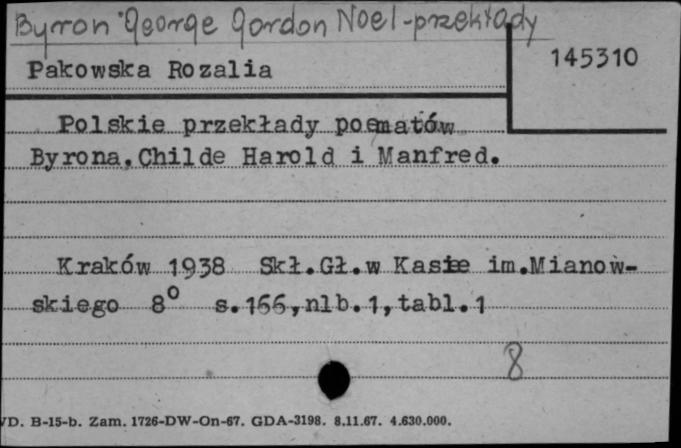 Byron George Gordon Noel-przekłady
145310
Pakowska Rozalia
Polskie przekłady poematów
Byrona.Childe Harold i Manfred.
Kraków 1938 Skł.Gł.w Kasie im.Mianow-
skiego 8° s.166,nlb.1,tabl.1
8
/D. B-15-b. Zam. 1726-DW-On-67. GDA-3198. 8.11.67. 4.630.000.